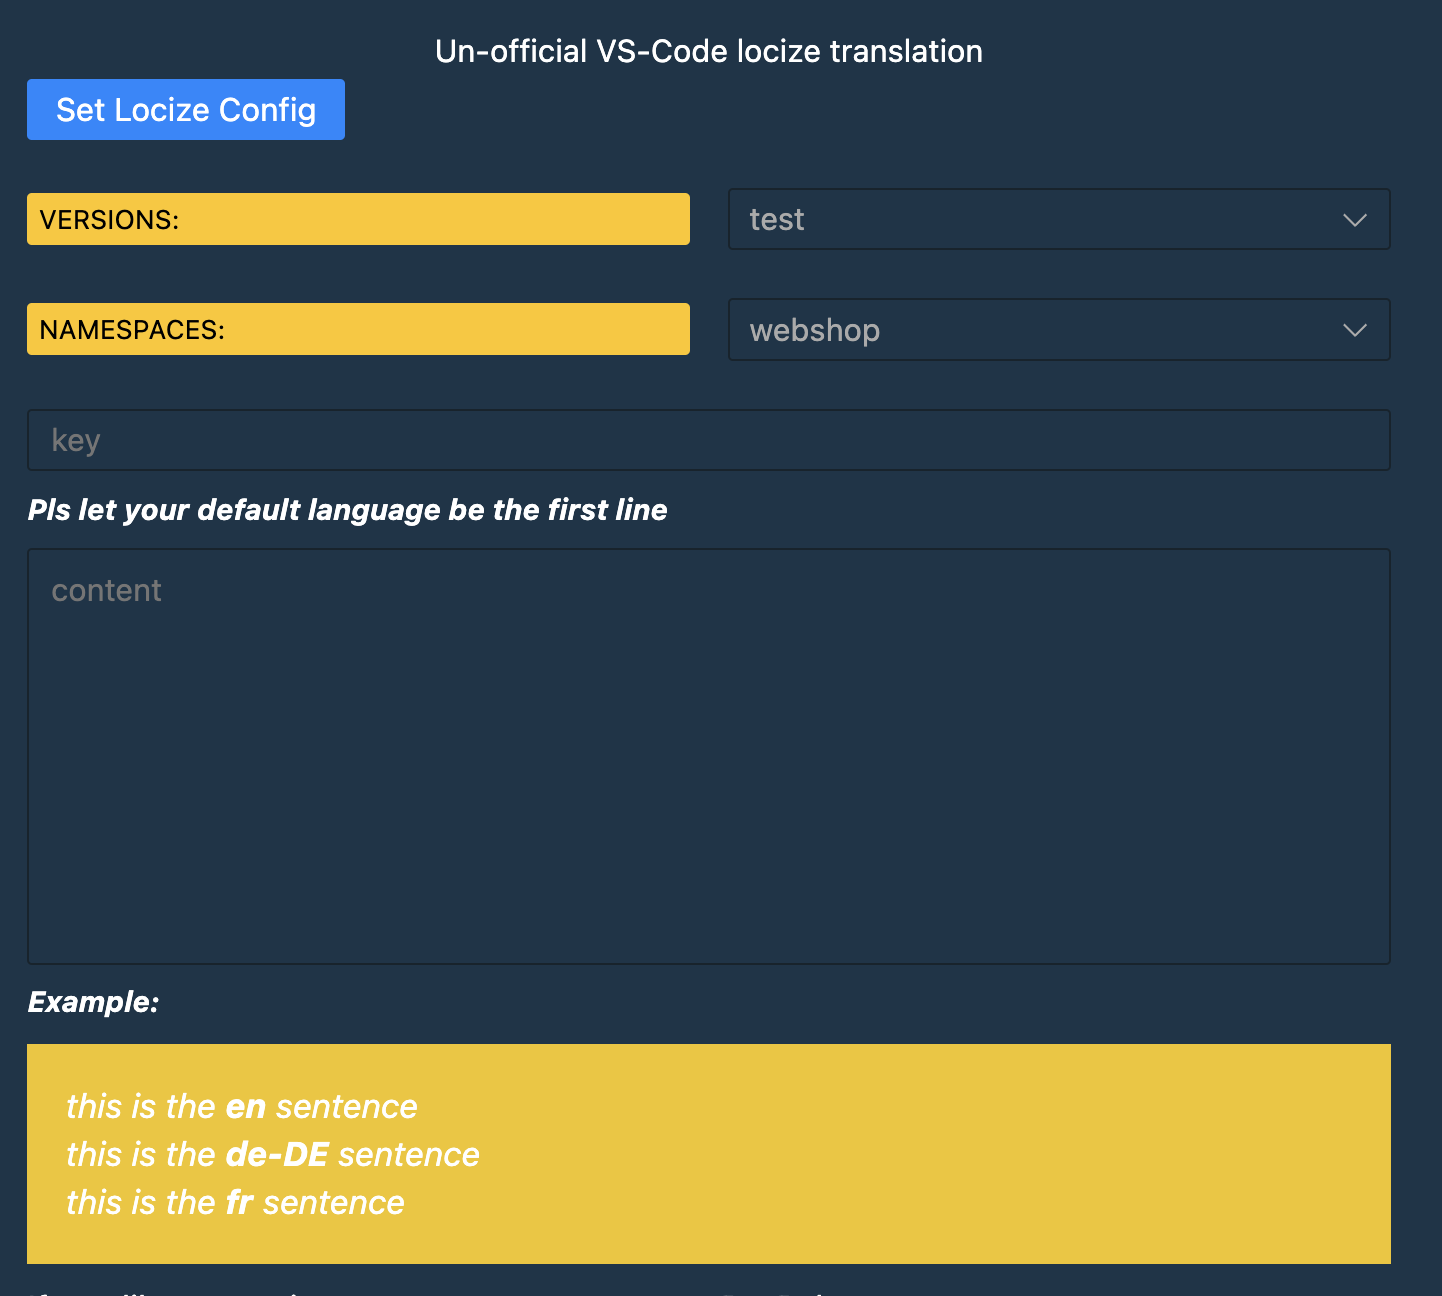 Un-official VS-Code locize translation
Set Locize Config
VERSIONS:
test
NAMESPACES:
webshop
key
Pls let your default language be the first line
content
Example:
this is the en sentence
this is the de-DE sentence
this is the fr sentence